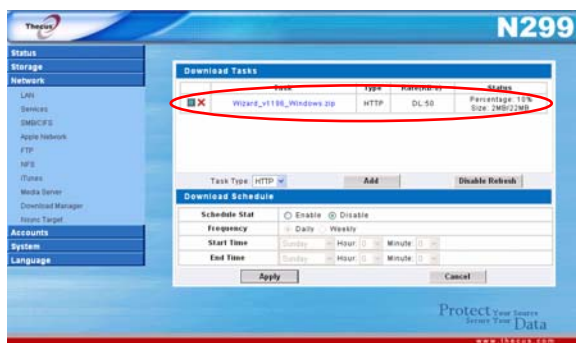 Thecus
N299
Status
Storage
Network
LAN
Services
SMB/CIFS
Apple Network
FTP
NFS
iTunes
Media Server
Download Manager
Nsync Target
Accounts
System
Language
Download Tasks
Task Type Rate(KB/s) Status
Wizard_v1198_Windows.zip HTTP DL:50 Percentage: 10%
Size: 2MB/22MB
Task Type HTTP Add Disable Refresh
Download Schedule
Schedule Stat Enable Disable
Frequency Daily Weekly
Start Time Sunday Hour: 0 Minute: 0
End Time Sunday Hour: 0 Minute: 0
Apply Cancel
Protect Your Source
Secure Your Data
www.thecus.com